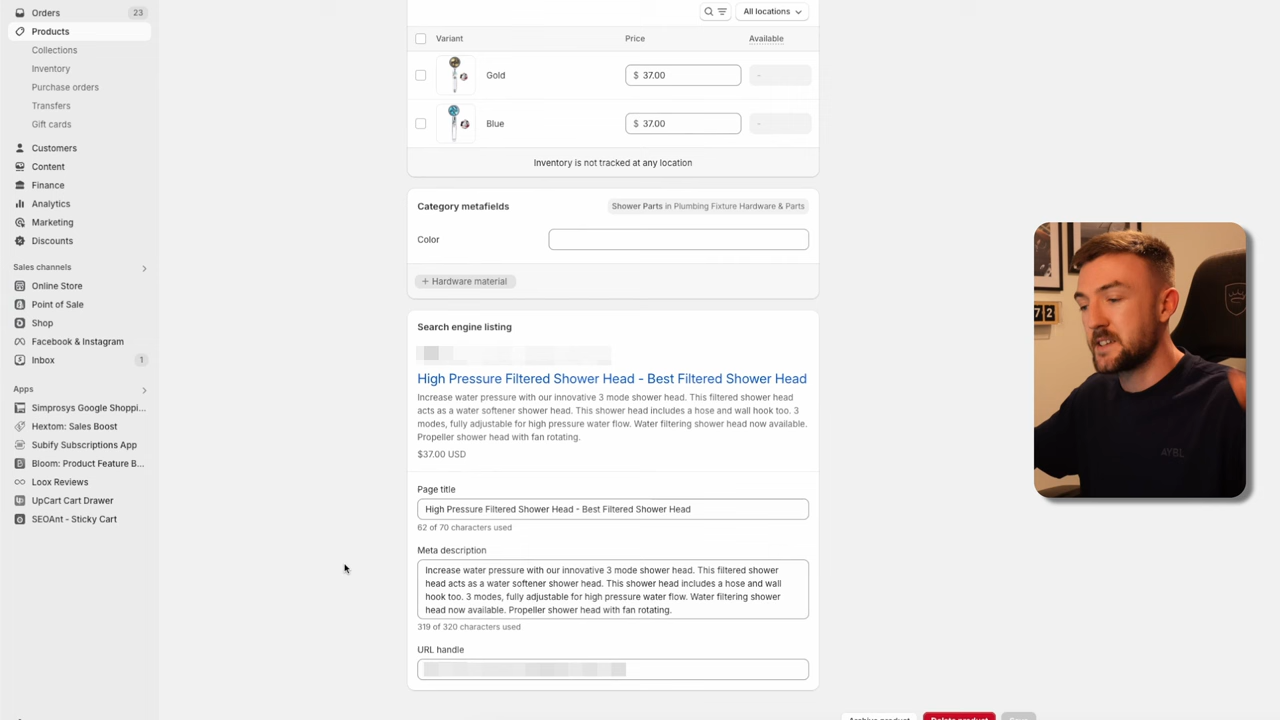 Orders 23
Products
Collections
Inventory
Purchase orders
Transfers
Gift cards
Customers
Content
Finance
Analytics
Marketing
Discounts
Sales channels
Online Store
Point of Sale
Shop
Facebook & Instagram
Inbox 1
Apps
Simprosys Google Shoppi...
Hextom: Sales Boost
Subify Subscriptions App
Bloom: Product Feature B...
Loox Reviews
UpCart Cart Drawer
SEOAnt - Sticky Cart
All locations
Variant Price Available
Gold $ 37.00 -
Blue $ 37.00 -
Inventory is not tracked at any location
Category metafields Shower Parts in Plumbing Fixture Hardware & Parts
Color
+ Hardware material
Search engine listing
High Pressure Filtered Shower Head - Best Filtered Shower Head
Increase water pressure with our innovative 3 mode shower head. This filtered shower head
acts as a water softener shower head. This shower head includes a hose and wall hook too. 3
modes, fully adjustable for high pressure water flow. Water filtering shower head now available.
Propeller shower head with fan rotating.
$37.00 USD
Page title
High Pressure Filtered Shower Head - Best Filtered Shower Head
62 of 70 characters used
Meta description
Increase water pressure with our innovative 3 mode shower head. This filtered shower
head acts as a water softener shower head. This shower head includes a hose and wall
hook too. 3 modes, fully adjustable for high pressure water flow. Water filtering shower
head now available. Propeller shower head with fan rotating.
319 of 320 characters used
URL handle
Archive product Delete product Save
72
AYBL